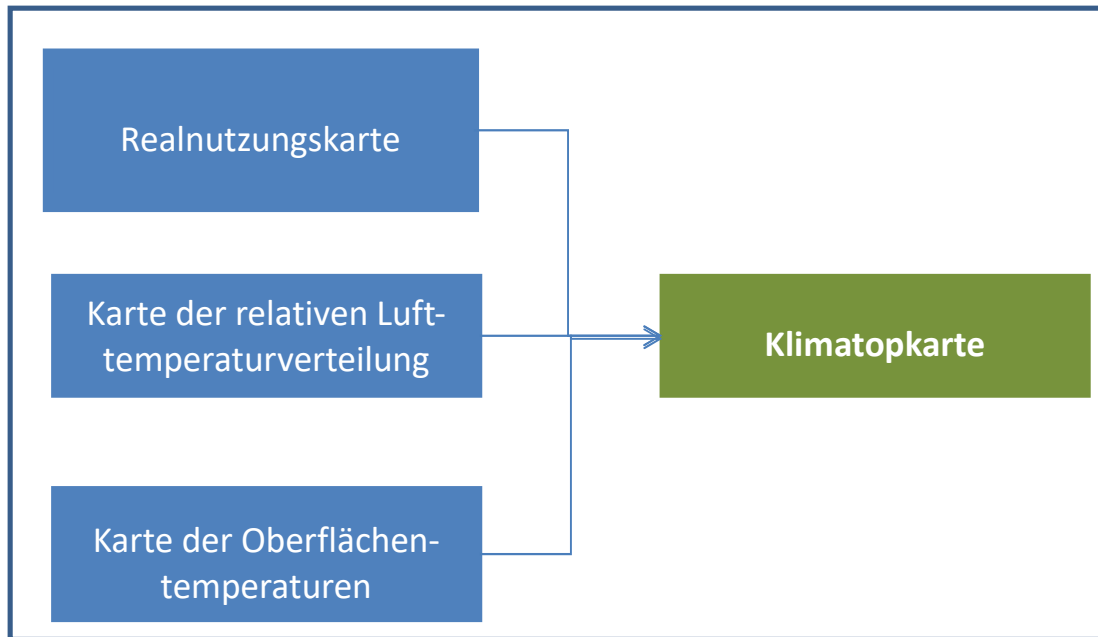 Realnutzungskarte
Karte der relativen Luft-
temperaturverteilung
Klimatopkarte
Karte der Oberflächen-
temperaturen